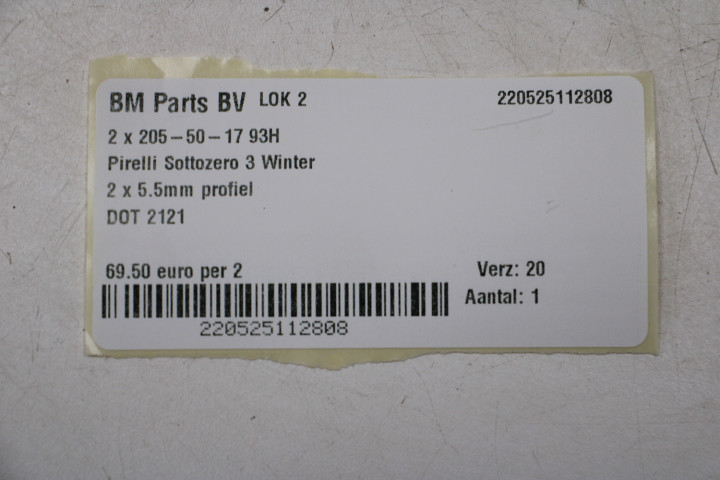 BM Parts BV LOK 2 220525112808
2 x 205-50-17 93H
Pirelli Sottozero 3 Winter
2 x 5.5mm profiel
DOT 2121
69.50 euro per 2 Verz: 20
Aantal: 1
220525112808